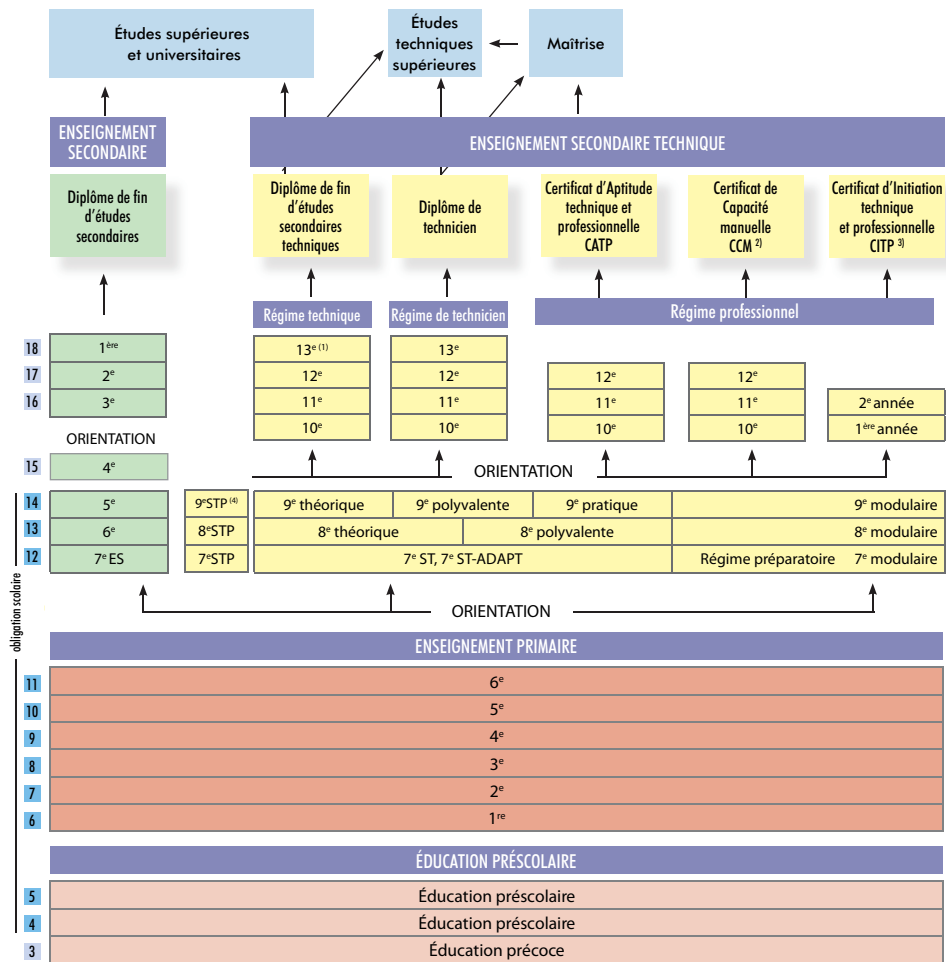 Études supérieures
et universitaires
Études
techniques
supérieures
Maîtrise
ENSEIGNEMENT
SECONDAIRE
ENSEIGNEMENT SECONDAIRE TECHNIQUE
Diplôme de fin
d'études
secondaires
Diplôme de fin
d'études
secondaires
techniques
Diplôme de
technicien
Certificat d'Aptitude
technique et
professionnelle
CATP
Certificat de
Capacité
manuelle
CCM 2)
Certificat d'Initiation
technique
et professionnelle
CITP 3)
Régime technique
Régime de technicien
Régime professionnel
18 1ère 13e (1) 13e
17 2e 12e 12e 12e 12e
16 3e 11e 11e 11e 11e 2e année
10e 10e 10e 10e 1ère année
ORIENTATION
15 4e
ORIENTATION
14 5e 9eSTP (4) 9e théorique 9e polyvalente 9e pratique 9e modulaire
13 6e 8eSTP 8e théorique 8e polyvalente 8e modulaire
12 7e ES 7eSTP 7e ST, 7e ST-ADAPT Régime préparatoire 7e modulaire
obligation scolaire
ORIENTATION
ENSEIGNEMENT PRIMAIRE
11 6e
10 5e
9 4e
8 3e
7 2e
6 1re
ÉDUCATION PRÉSCOLAIRE
5 Éducation préscolaire
4 Éducation préscolaire
3 Éducation précoce